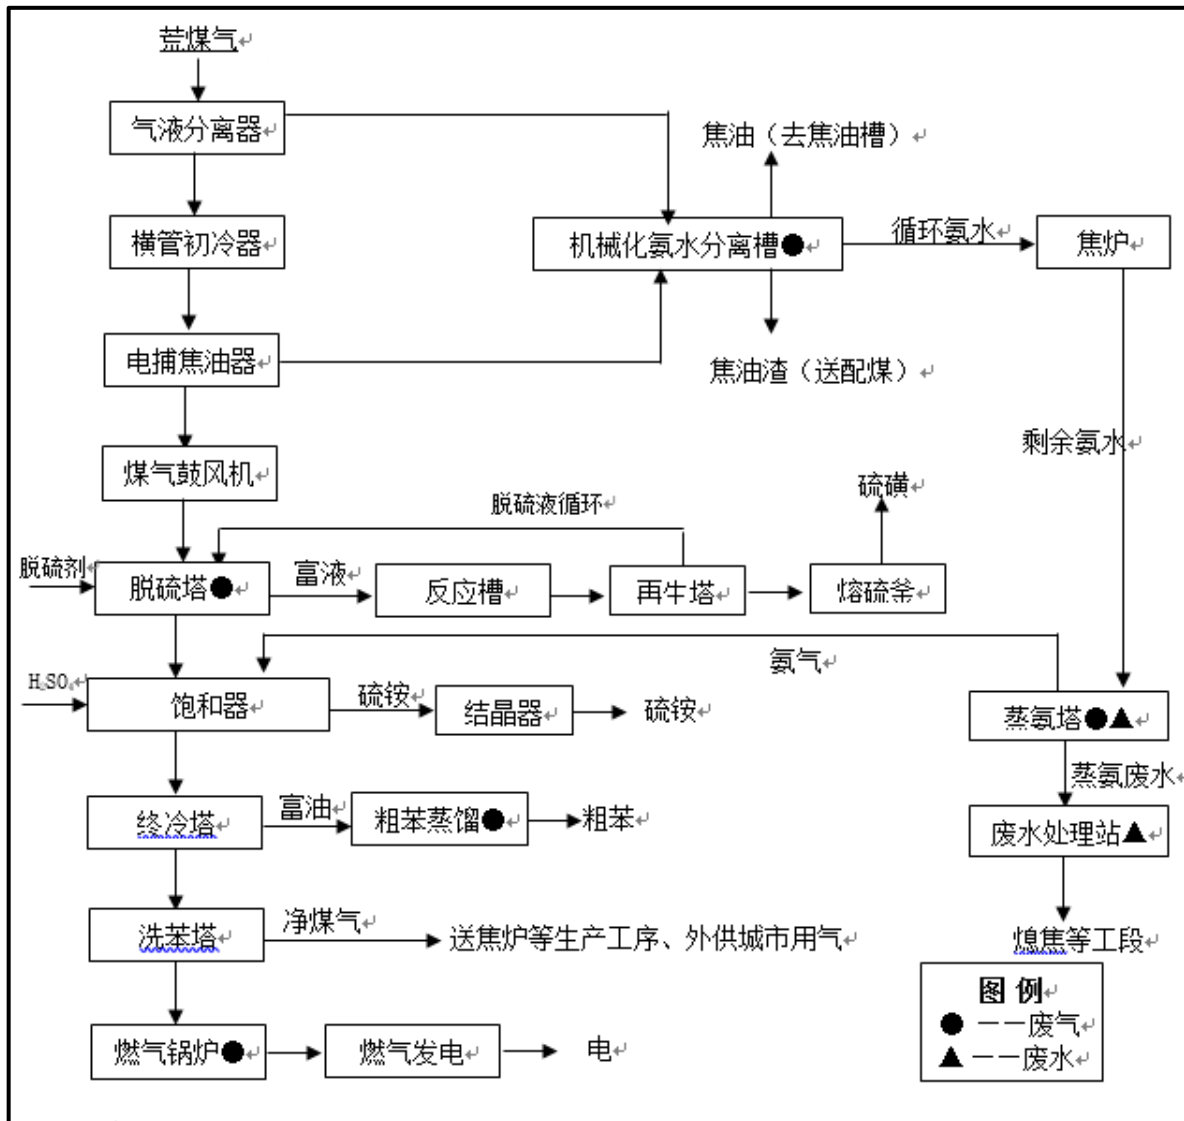 荒煤气
气液分离器
焦油（去焦油槽）
横管初冷器
机械化氨水分离槽●
循环氨水
焦炉
电捕焦油器
焦油渣（送配煤）
煤气鼓风机
剩余氨水
硫磺
脱硫液循环
脱硫剂
脱硫塔●
富液
反应槽
再生塔
熔硫釜
氨气
H₂SO₄
饱和器
硫铵
结晶器
硫铵
蒸氨塔●▲
蒸氨废水
终冷塔
富油
粗苯蒸馏●
粗苯
废水处理站▲
洗苯塔
净煤气
送焦炉等生产工序、外供城市用气
熄焦等工段
图 例
● －－废气
▲ －－废水
燃气锅炉●
燃气发电
电